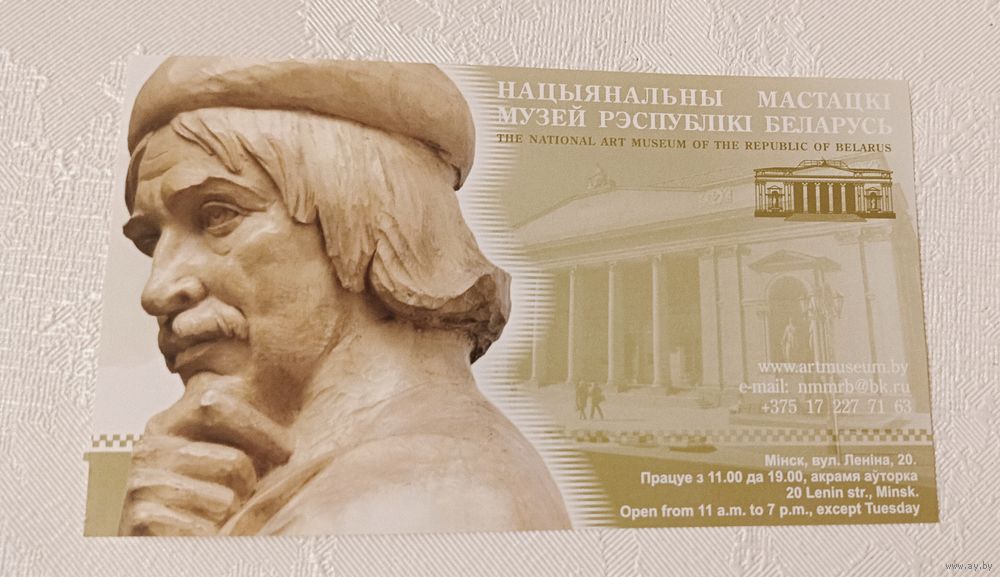 НАЦЫЯНАЛЬНЫ МАСТАЦКІ
МУЗЕЙ РЭСПУБЛІКІ БЕЛАРУСЬ
THE NATIONAL ART MUSEUM OF THE REPUBLIC OF BELARUS
www.artmuseum.by
e-mail: nmmrb@bk.ru
+375 17 227 71 63
Мінск, вул. Леніна, 20.
Працуе з 11.00 да 19.00, акрамя аўторка
20 Lenin str., Minsk.
Open from 11 a.m. to 7 p.m., except Tuesday
www.ay.by